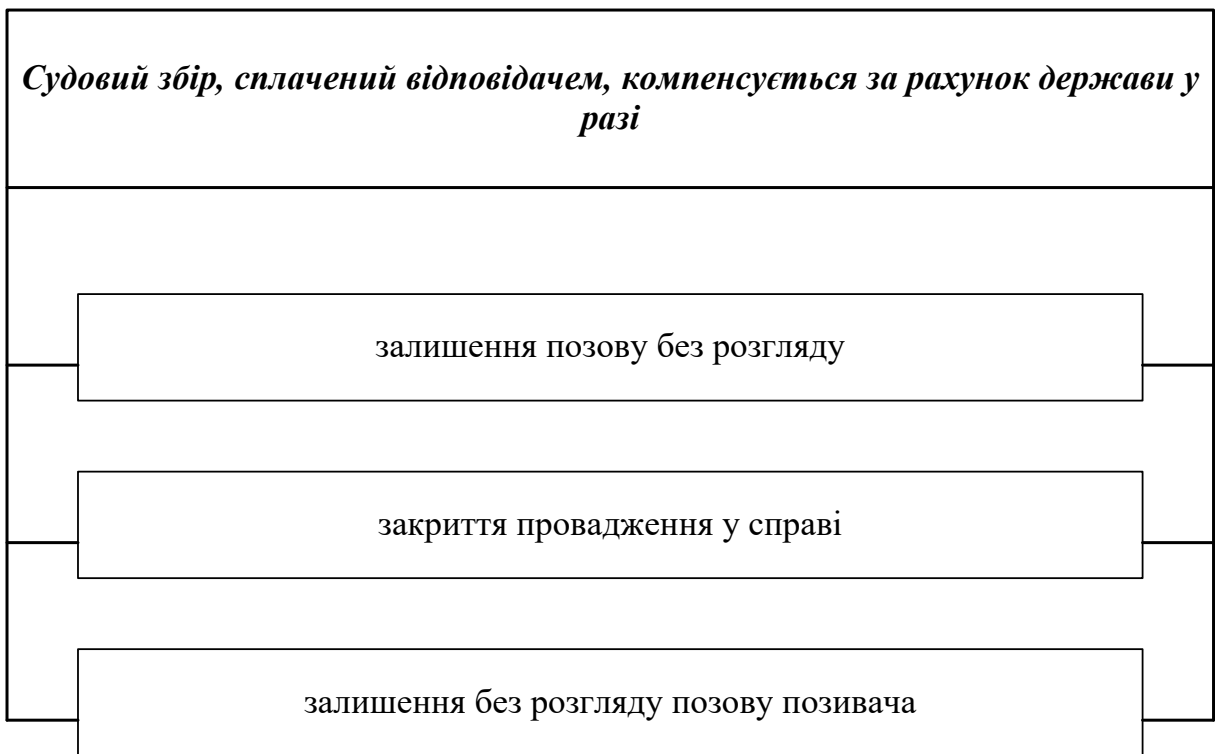 Судовий збір, сплачений відповідачем, компенсується за рахунок держави у
разі
залишення позову без розгляду
закриття провадження у справі
залишення без розгляду позову позивача